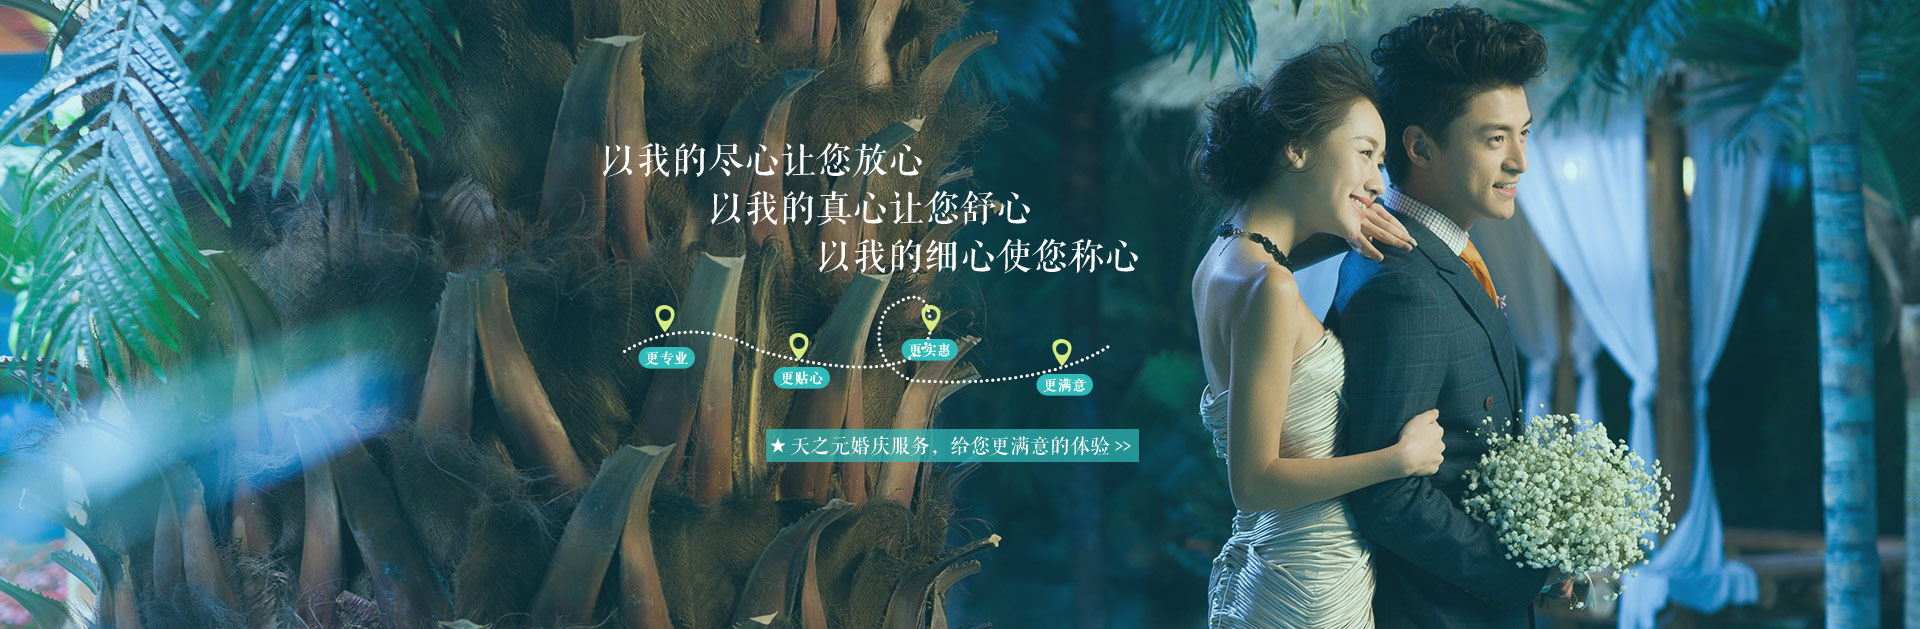 以我的尽心让您放心
以我的真心让您舒心
以我的细心使您称心
更专业
更贴心
更实惠
更满意
★ 天之元婚庆服务，给您更满意的体验 >>